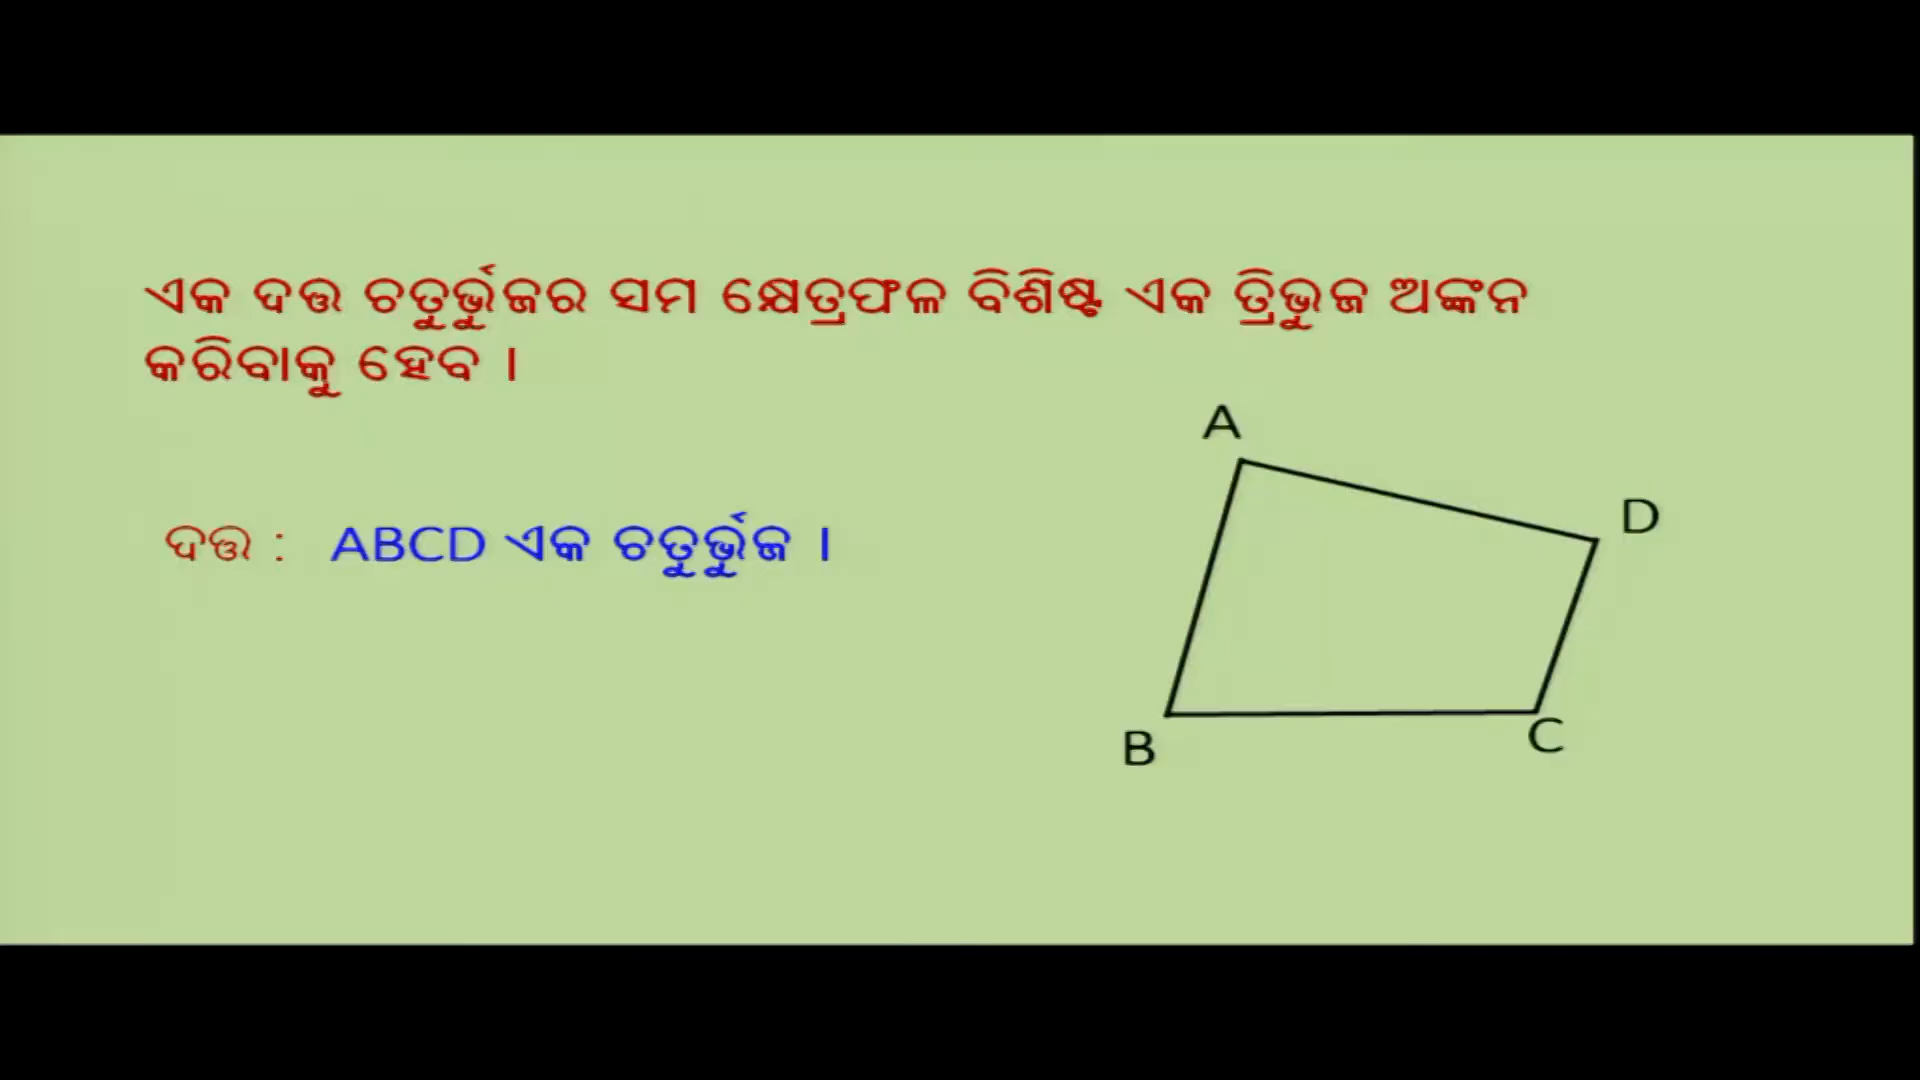 ଏକ ଦତ୍ତ ଚତୁର୍ଭୁଜର ସମ କ୍ଷେତ୍ରଫଳ ବିଶିଷ୍ଟ ଏକ ତ୍ରିଭୁଜ ଅଙ୍କନ
କରିବାକୁ ହେବ ।
A
D
ଦତ୍ତ : ABCD ଏକ ଚତୁର୍ଭୁଜ ।
B
C